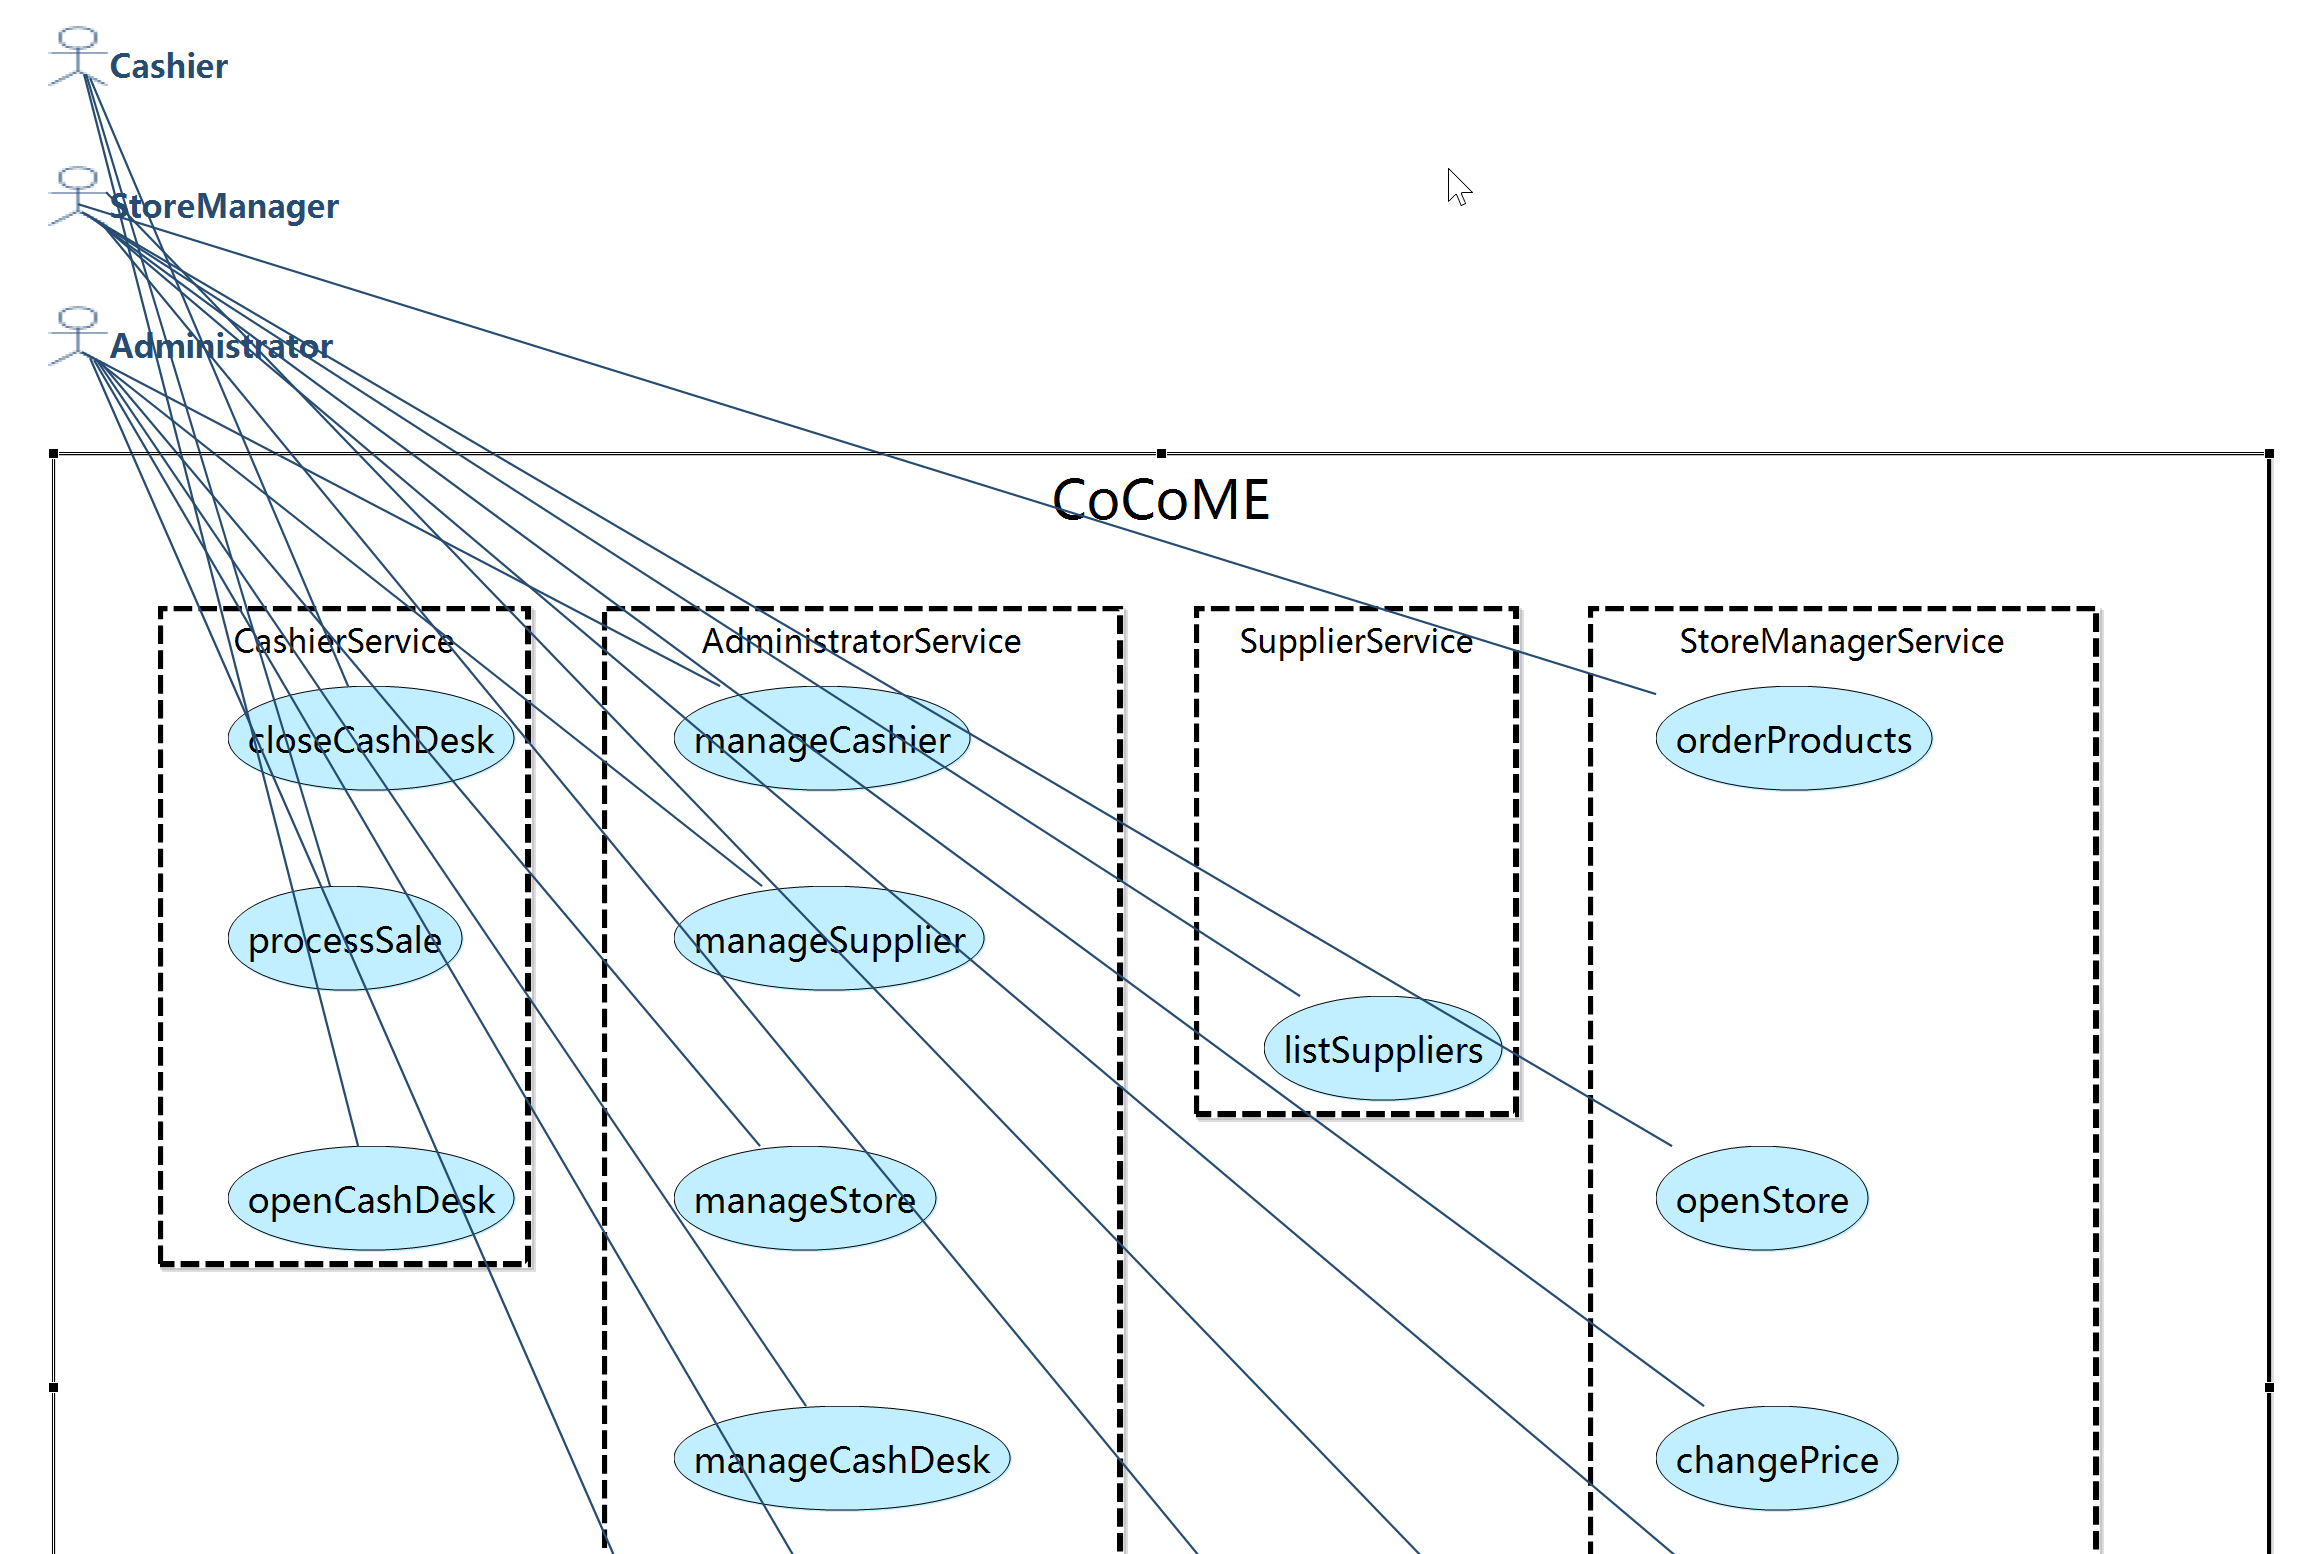 Cashier
StoreManager
Administrator
CoCoME
CashierService
closeCashDesk
processSale
openCashDesk
AdministratorService
manageCashier
manageSupplier
manageStore
manageCashDesk
SupplierService
listSuppliers
StoreManagerService
orderProducts
openStore
changePrice